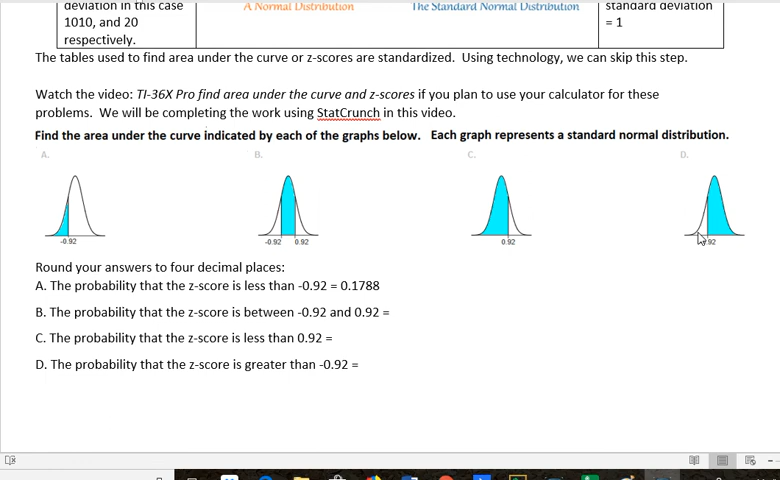 deviation in this case
1010, and 20
respectively.
A Normal Distribution
The Standard Normal Distribution
standard deviation
= 1
The tables used to find area under the curve or z-scores are standardized.  Using technology, we can skip this step.
Watch the video: TI-36X Pro find area under the curve and z-scores if you plan to use your calculator for these
problems.  We will be completing the work using StatCrunch in this video.
Find the area under the curve indicated by each of the graphs below.   Each graph represents a standard normal distribution.
A. B. C. D.
-0.92 -0.92 0.92 0.92 92
Round your answers to four decimal places:
A. The probability that the z-score is less than -0.92 = 0.1788
B. The probability that the z-score is between -0.92 and 0.92 =
C. The probability that the z-score is less than 0.92 =
D. The probability that the z-score is greater than -0.92 =